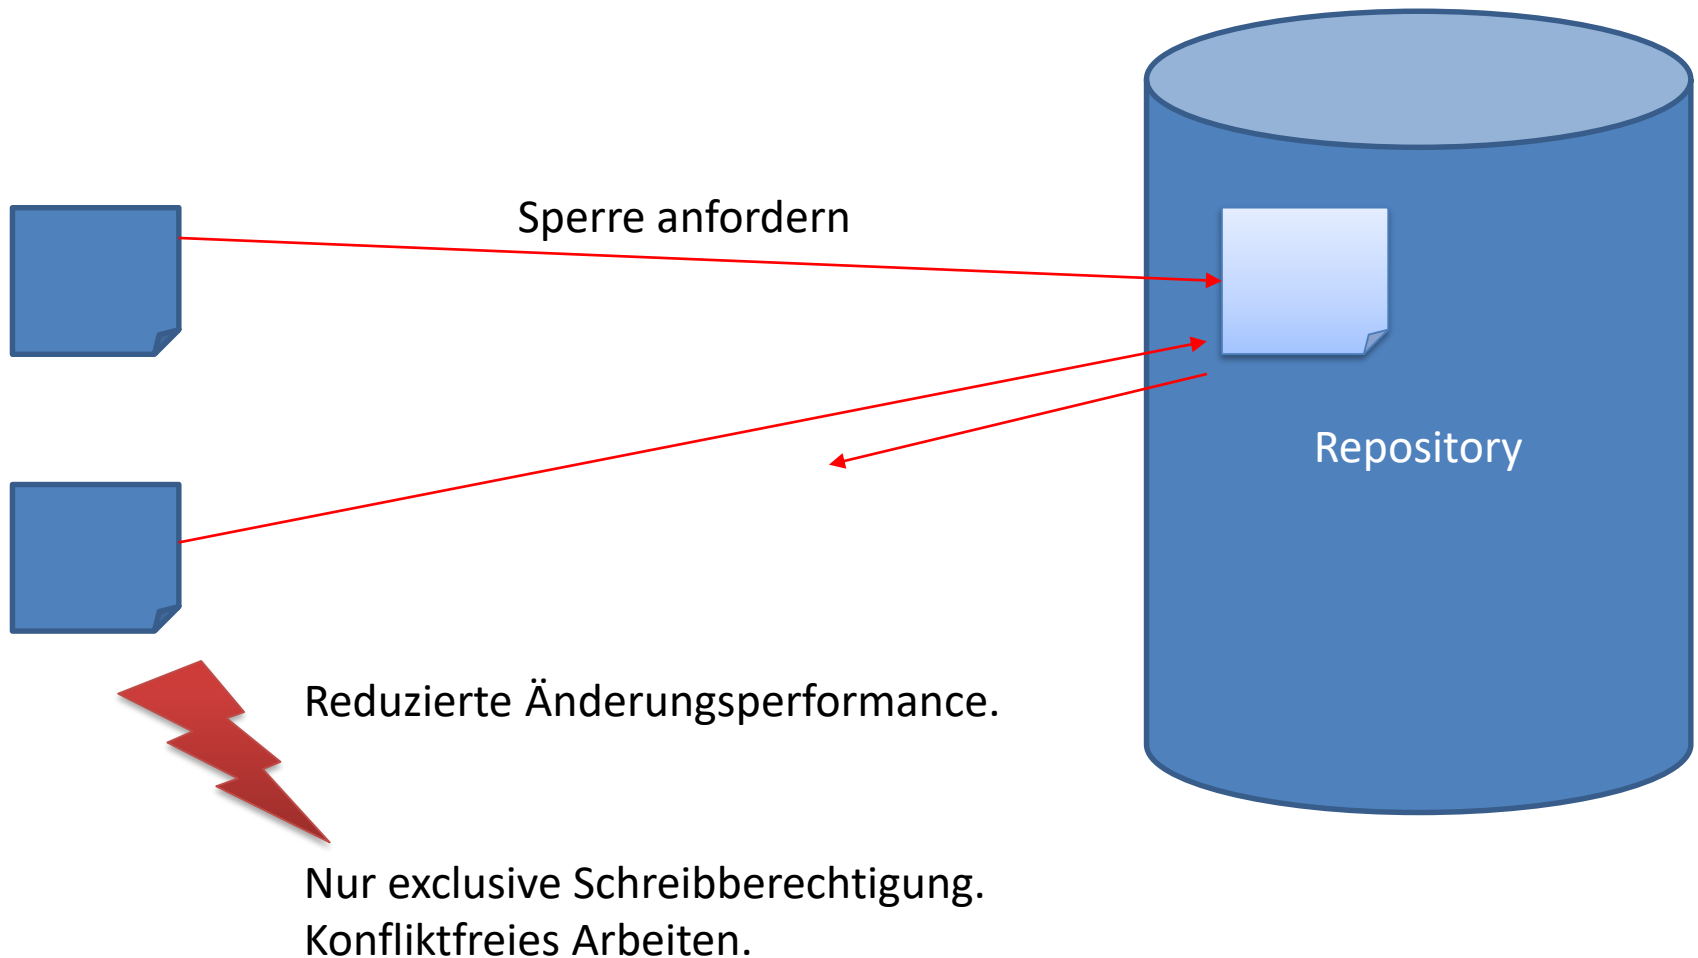 Sperre anfordern
Repository
Reduzierte Änderungsperformance.
Nur exclusive Schreibberechtigung.
Konfliktfreies Arbeiten.